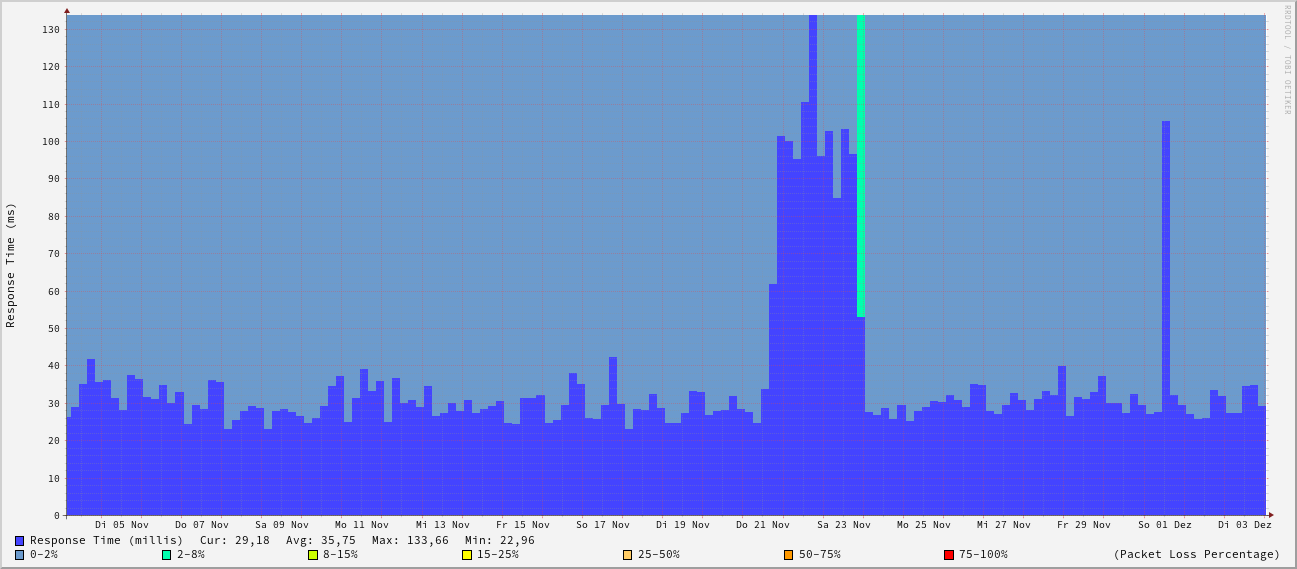 RRDTOOL / TOBI OETIKER
Response Time (ms)
130
120
110
100
90
80
70
60
50
40
30
20
10
0
Di 05 Nov Do 07 Nov Sa 09 Nov Mo 11 Nov Mi 13 Nov Fr 15 Nov So 17 Nov Di 19 Nov Do 21 Nov Sa 23 Nov Mo 25 Nov Mi 27 Nov Fr 29 Nov So 01 Dez Di 03 Dez
Response Time (millis) Cur: 29,18 Avg: 35,75 Max: 133,66 Min: 22,96
0-2% 2-8% 8-15% 15-25% 25-50% 50-75% 75-100% (Packet Loss Percentage)